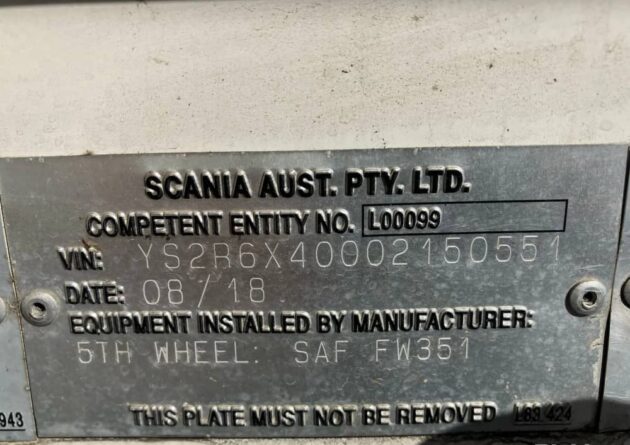 SCANIA AUST. PTY. LTD.
COMPETENT ENTITY NO. L00099
VIN: YS2R6X40002150551
DATE: 08/18
EQUIPMENT INSTALLED BY MANUFACTURER:
5TH WHEEL: SAF FW351
943 THIS PLATE MUST NOT BE REMOVED